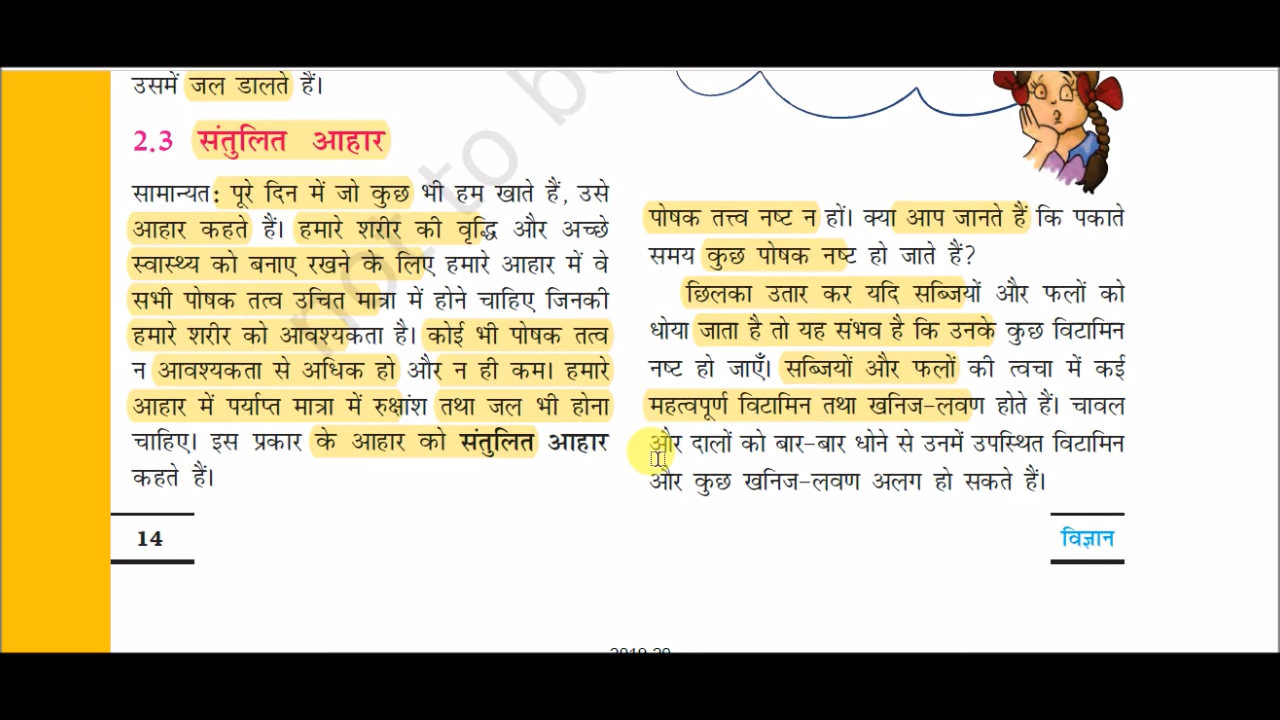 उसमें जल डालते हैं।
2.3 संतुलित आहार
सामान्यत: पूरे दिन में जो कुछ भी हम खाते हैं, उसे
आहार कहते हैं। हमारे शरीर की वृद्धि और अच्छे
स्वास्थ्य को बनाए रखने के लिए हमारे आहार में वे
सभी पोषक तत्व उचित मात्रा में होने चाहिए जिनकी
हमारे शरीर को आवश्यकता है। कोई भी पोषक तत्व
न आवश्यकता से अधिक हो और न ही कम। हमारे
आहार में पर्याप्त मात्रा में रुक्षांश तथा जल भी होना
चाहिए। इस प्रकार के आहार को संतुलित आहार
कहते हैं।
पोषक तत्त्व नष्ट न हों। क्या आप जानते हैं कि पकाते
समय कुछ पोषक नष्ट हो जाते हैं?
छिलका उतार कर यदि सब्जियों और फलों को
धोया जाता है तो यह संभव है कि उनके कुछ विटामिन
नष्ट हो जाएँ। सब्जियों और फलों की त्वचा में कई
महत्वपूर्ण विटामिन तथा खनिज-लवण होते हैं। चावल
और दालों को बार-बार धोने से उनमें उपस्थित विटामिन
और कुछ खनिज-लवण अलग हो सकते हैं।
14
विज्ञान
not to be